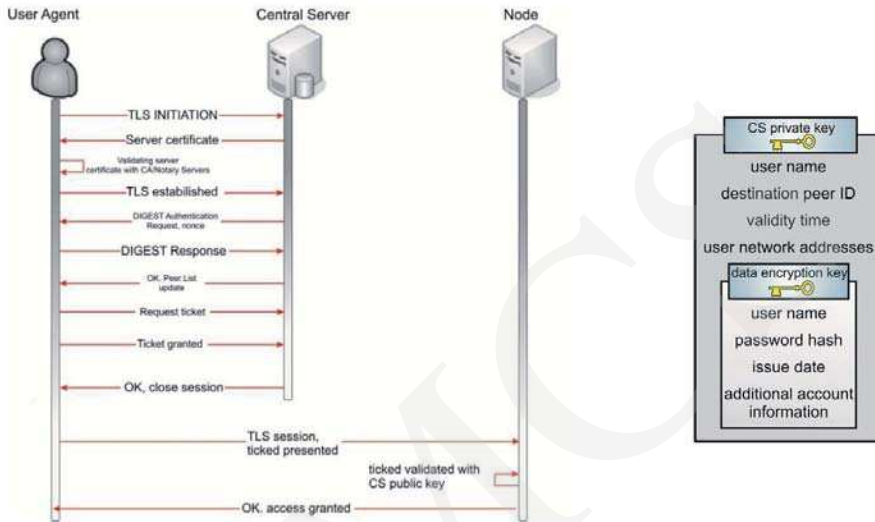 User Agent
Central Server
Node
TLS INITIATION
Server certificate
Validating server
certificate with CA/Notary Servers
TLS estabilished
DIGEST Authentication
Request, nonce
DIGEST Response
OK. Peer List
update
Request ticket
Ticket granted
OK, close session
TLS session,
ticked presented
ticked validated with
CS public key
OK. access granted
CS private key
user name
destination peer ID
validity time
user network addresses
data encryption key
user name
password hash
issue date
additional account
information